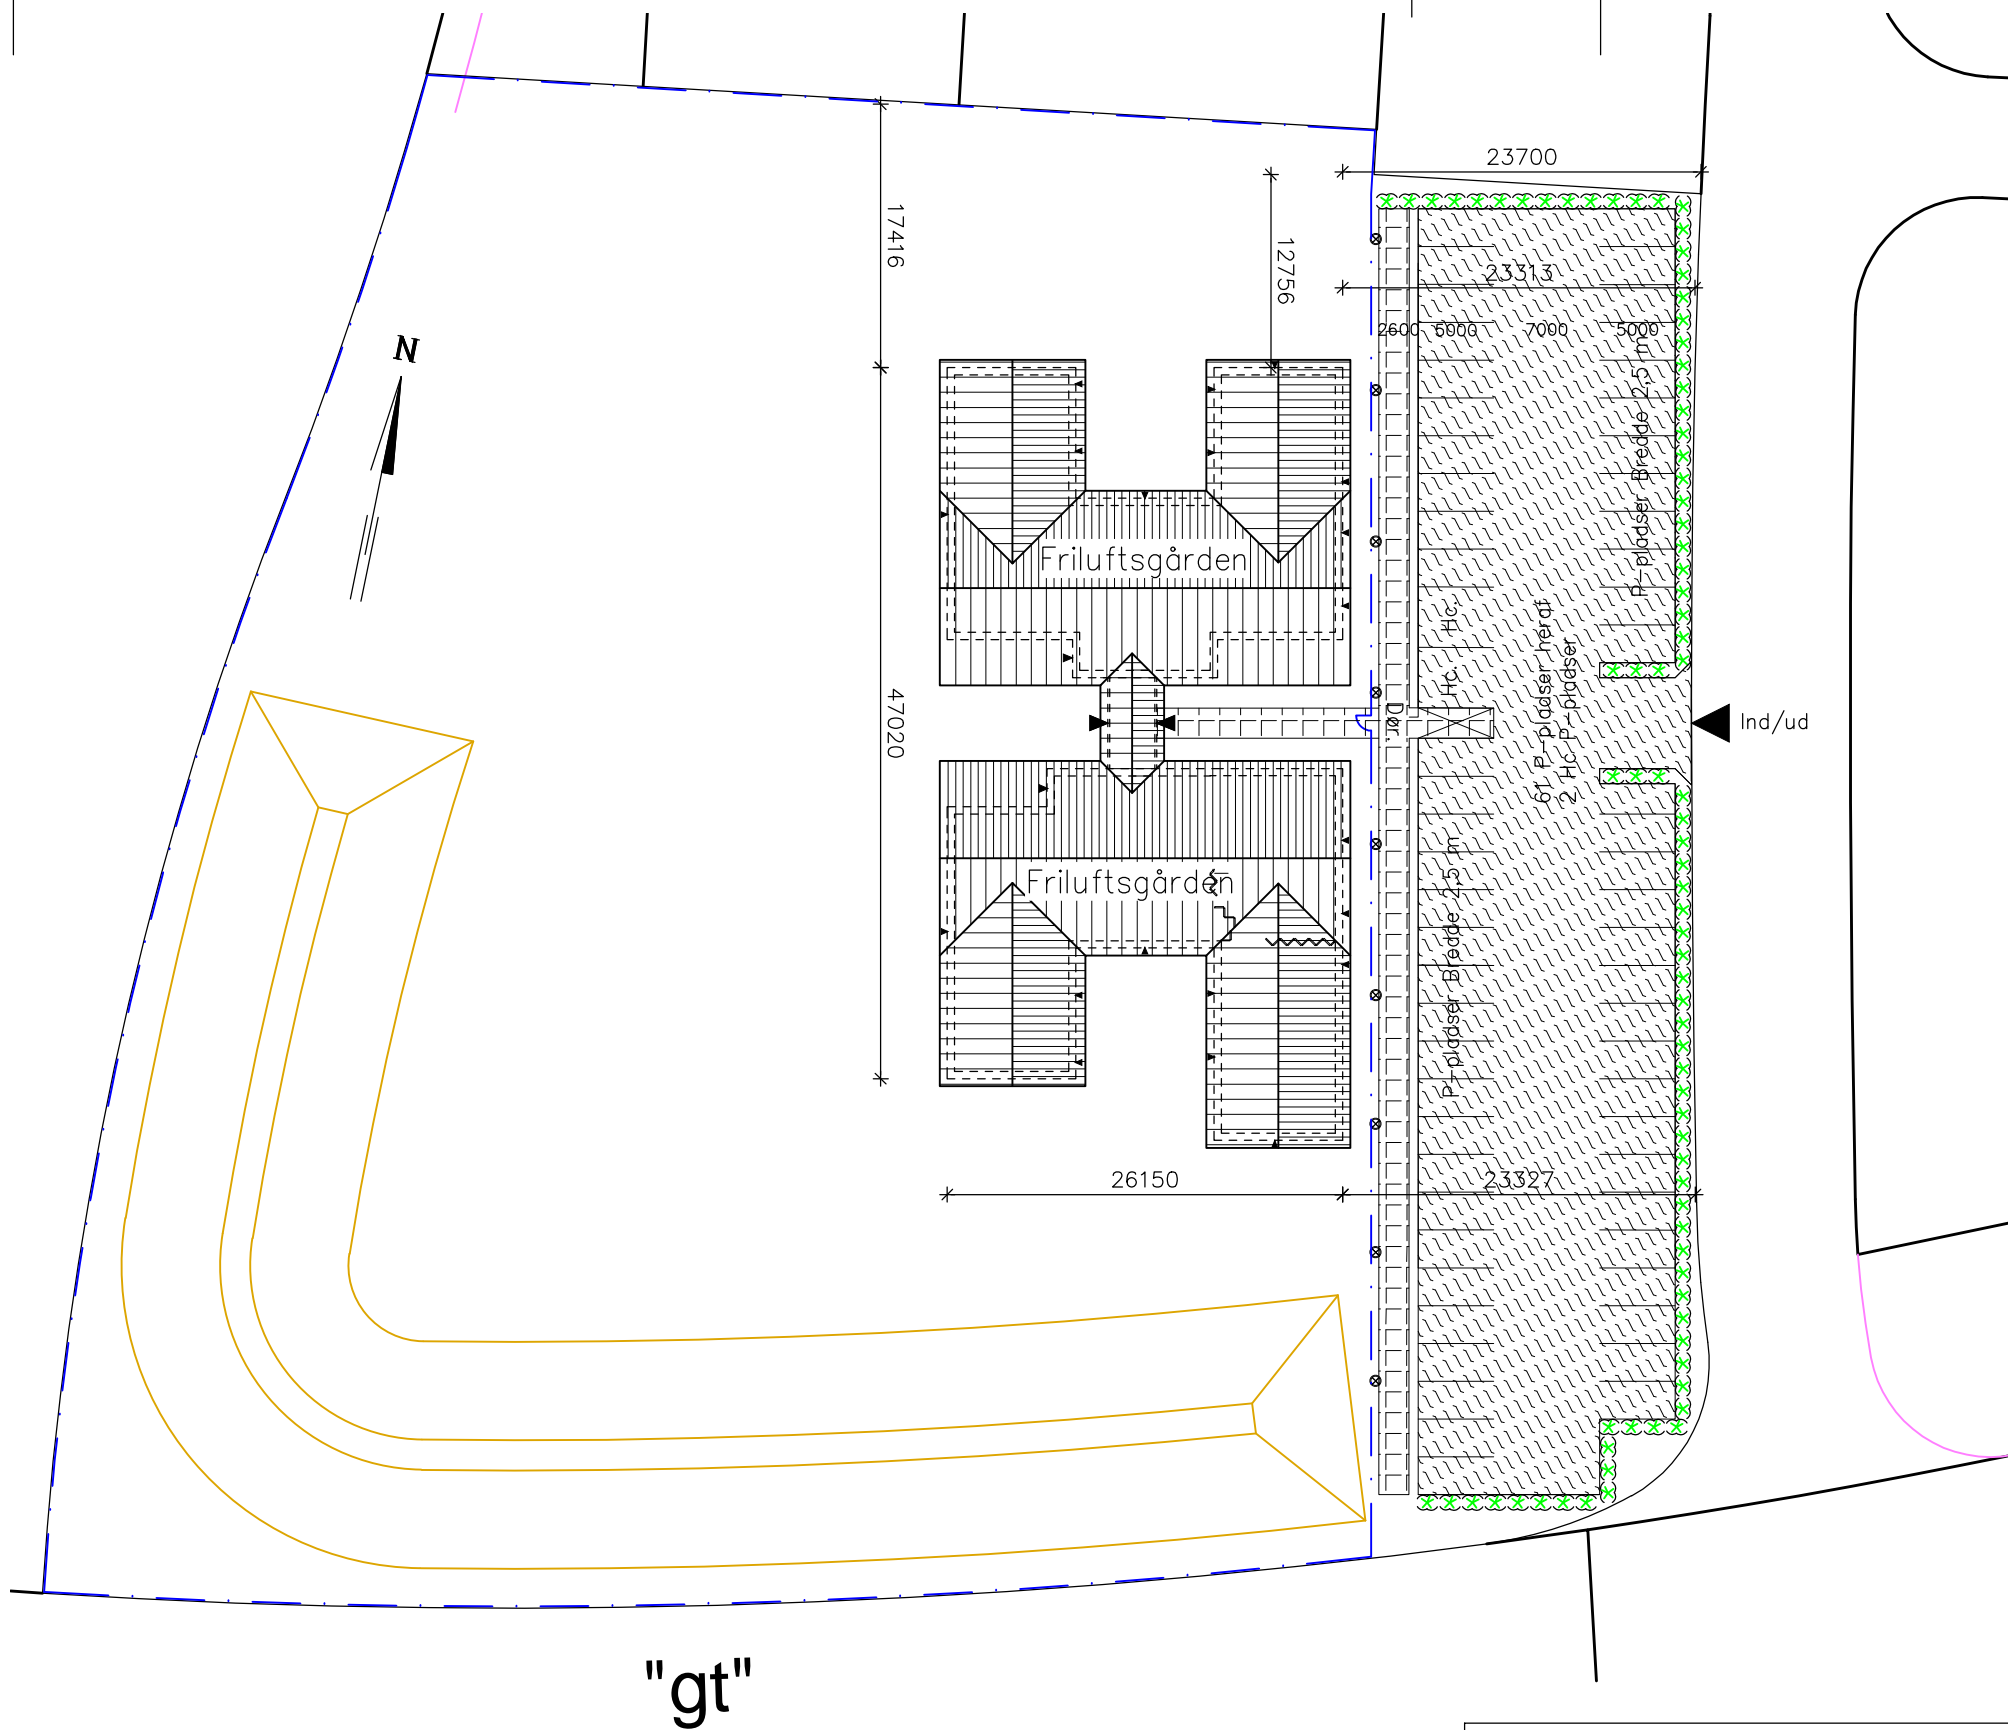 23700
17416
12756
23313
2600 5000 7000 5000
N
P-pladser Bredde 2,5 m
Friluftsgården
Hc. Hc.
61 P-pladser herdf
2 Hc P-pladser
47020
Dør.
Ind/ud
Friluftsgården
P-pladser Bredde 2,5 m
26150
23327
"gt"